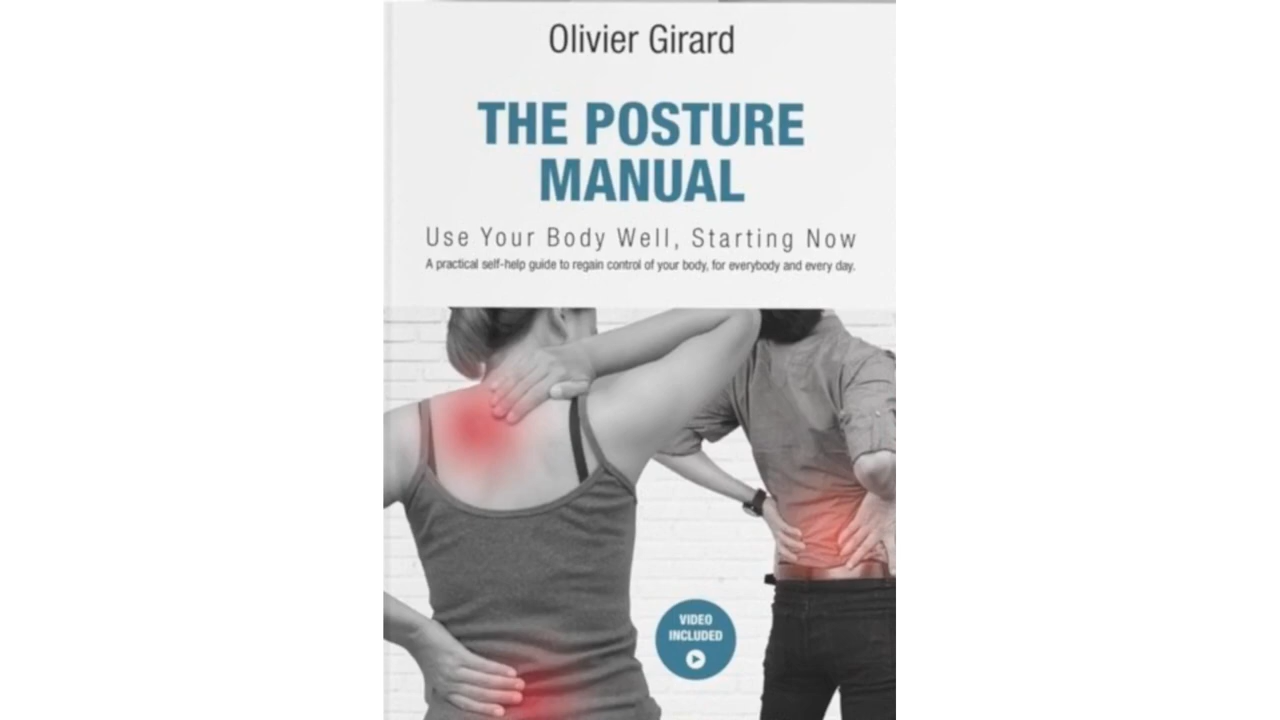 Olivier Girard
THE POSTURE
MANUAL
Use Your Body Well, Starting Now
A practical self-help guide to regain control of your body, for everybody and every day.
VIDEO
INCLUDED